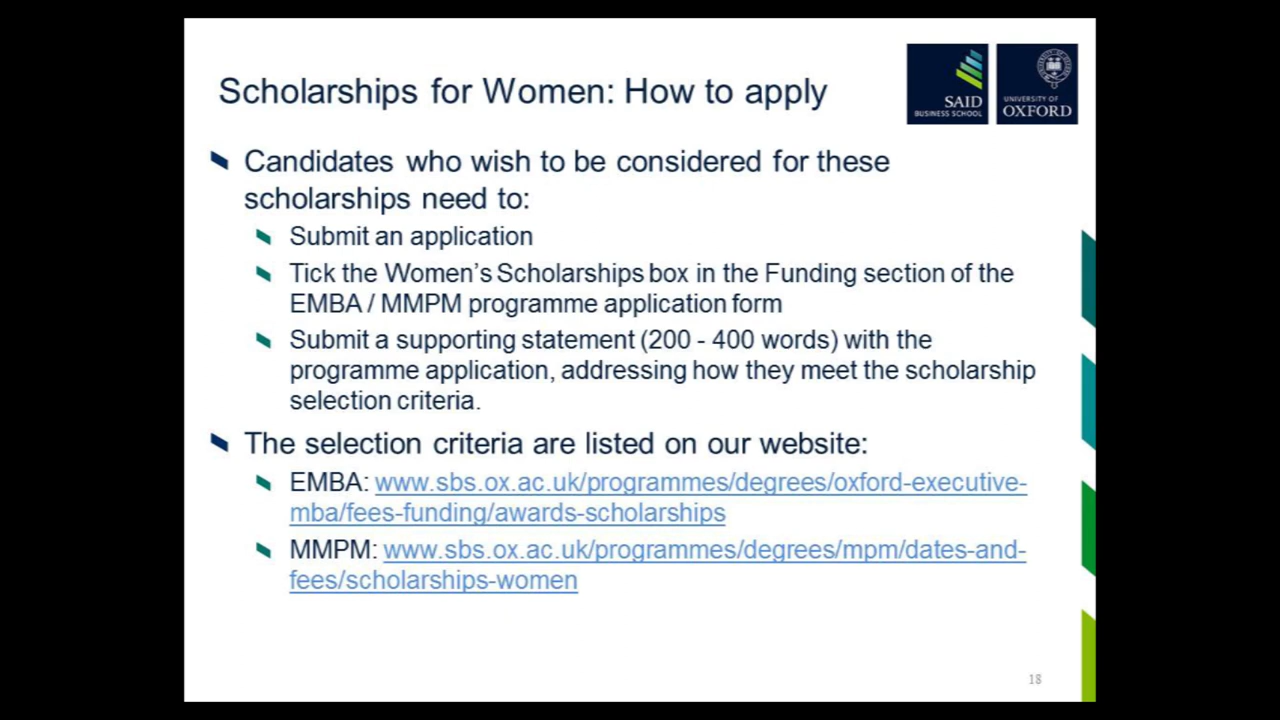 Scholarships for Women: How to apply
SAID
BUSINESS SCHOOL
UNIVERSITY OF
OXFORD
Candidates who wish to be considered for these
scholarships need to:
Submit an application
Tick the Women's Scholarships box in the Funding section of the
EMBA / MMPM programme application form
Submit a supporting statement (200 - 400 words) with the
programme application, addressing how they meet the scholarship
selection criteria.
The selection criteria are listed on our website:
EMBA: www.sbs.ox.ac.uk/programmes/degrees/oxford-executive-
mba/fees-funding/awards-scholarships
MMPM: www.sbs.ox.ac.uk/programmes/degrees/mpm/dates-and-
fees/scholarships-women
18